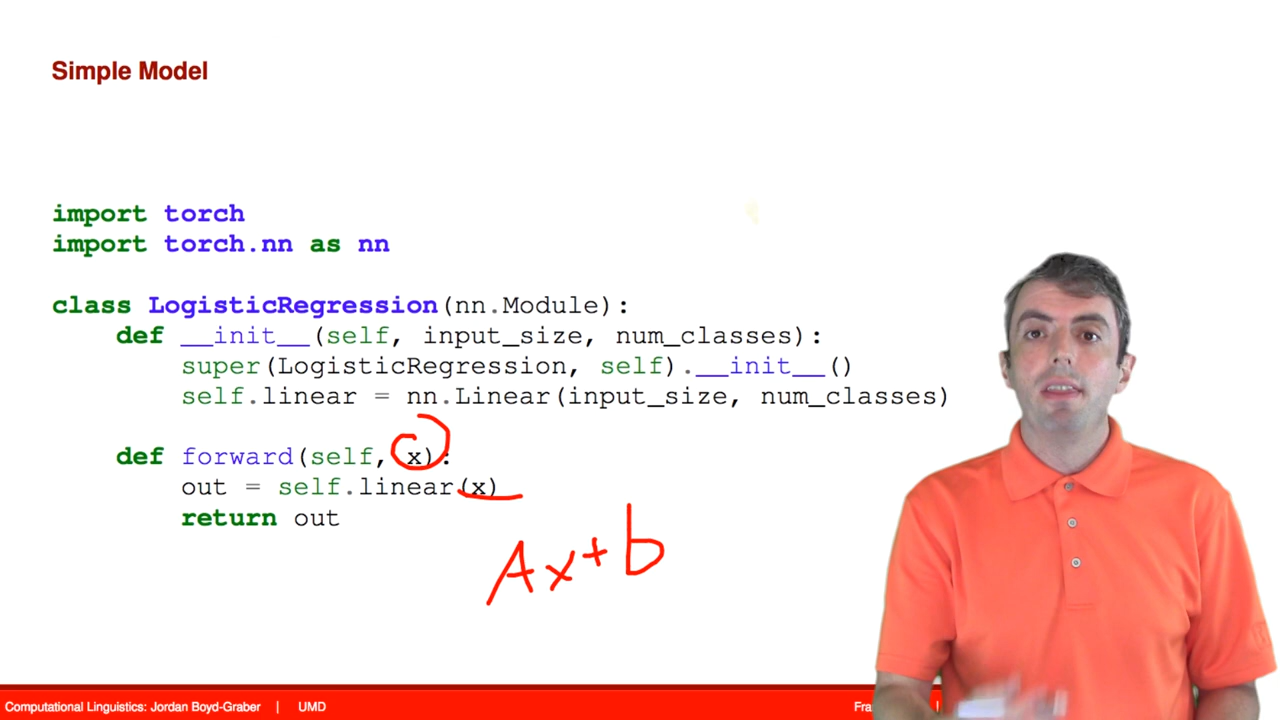 Simple Model
import torch
import torch.nn as nn
class LogisticRegression(nn.Module):
def __init__(self, input_size, num_classes):
super(LogisticRegression, self).__init__()
self.linear = nn.Linear(input_size, num_classes)
def forward(self, x):
out = self.linear(x)
return out
Ax+b
Computational Linguistics: Jordan Boyd-Graber | UMD